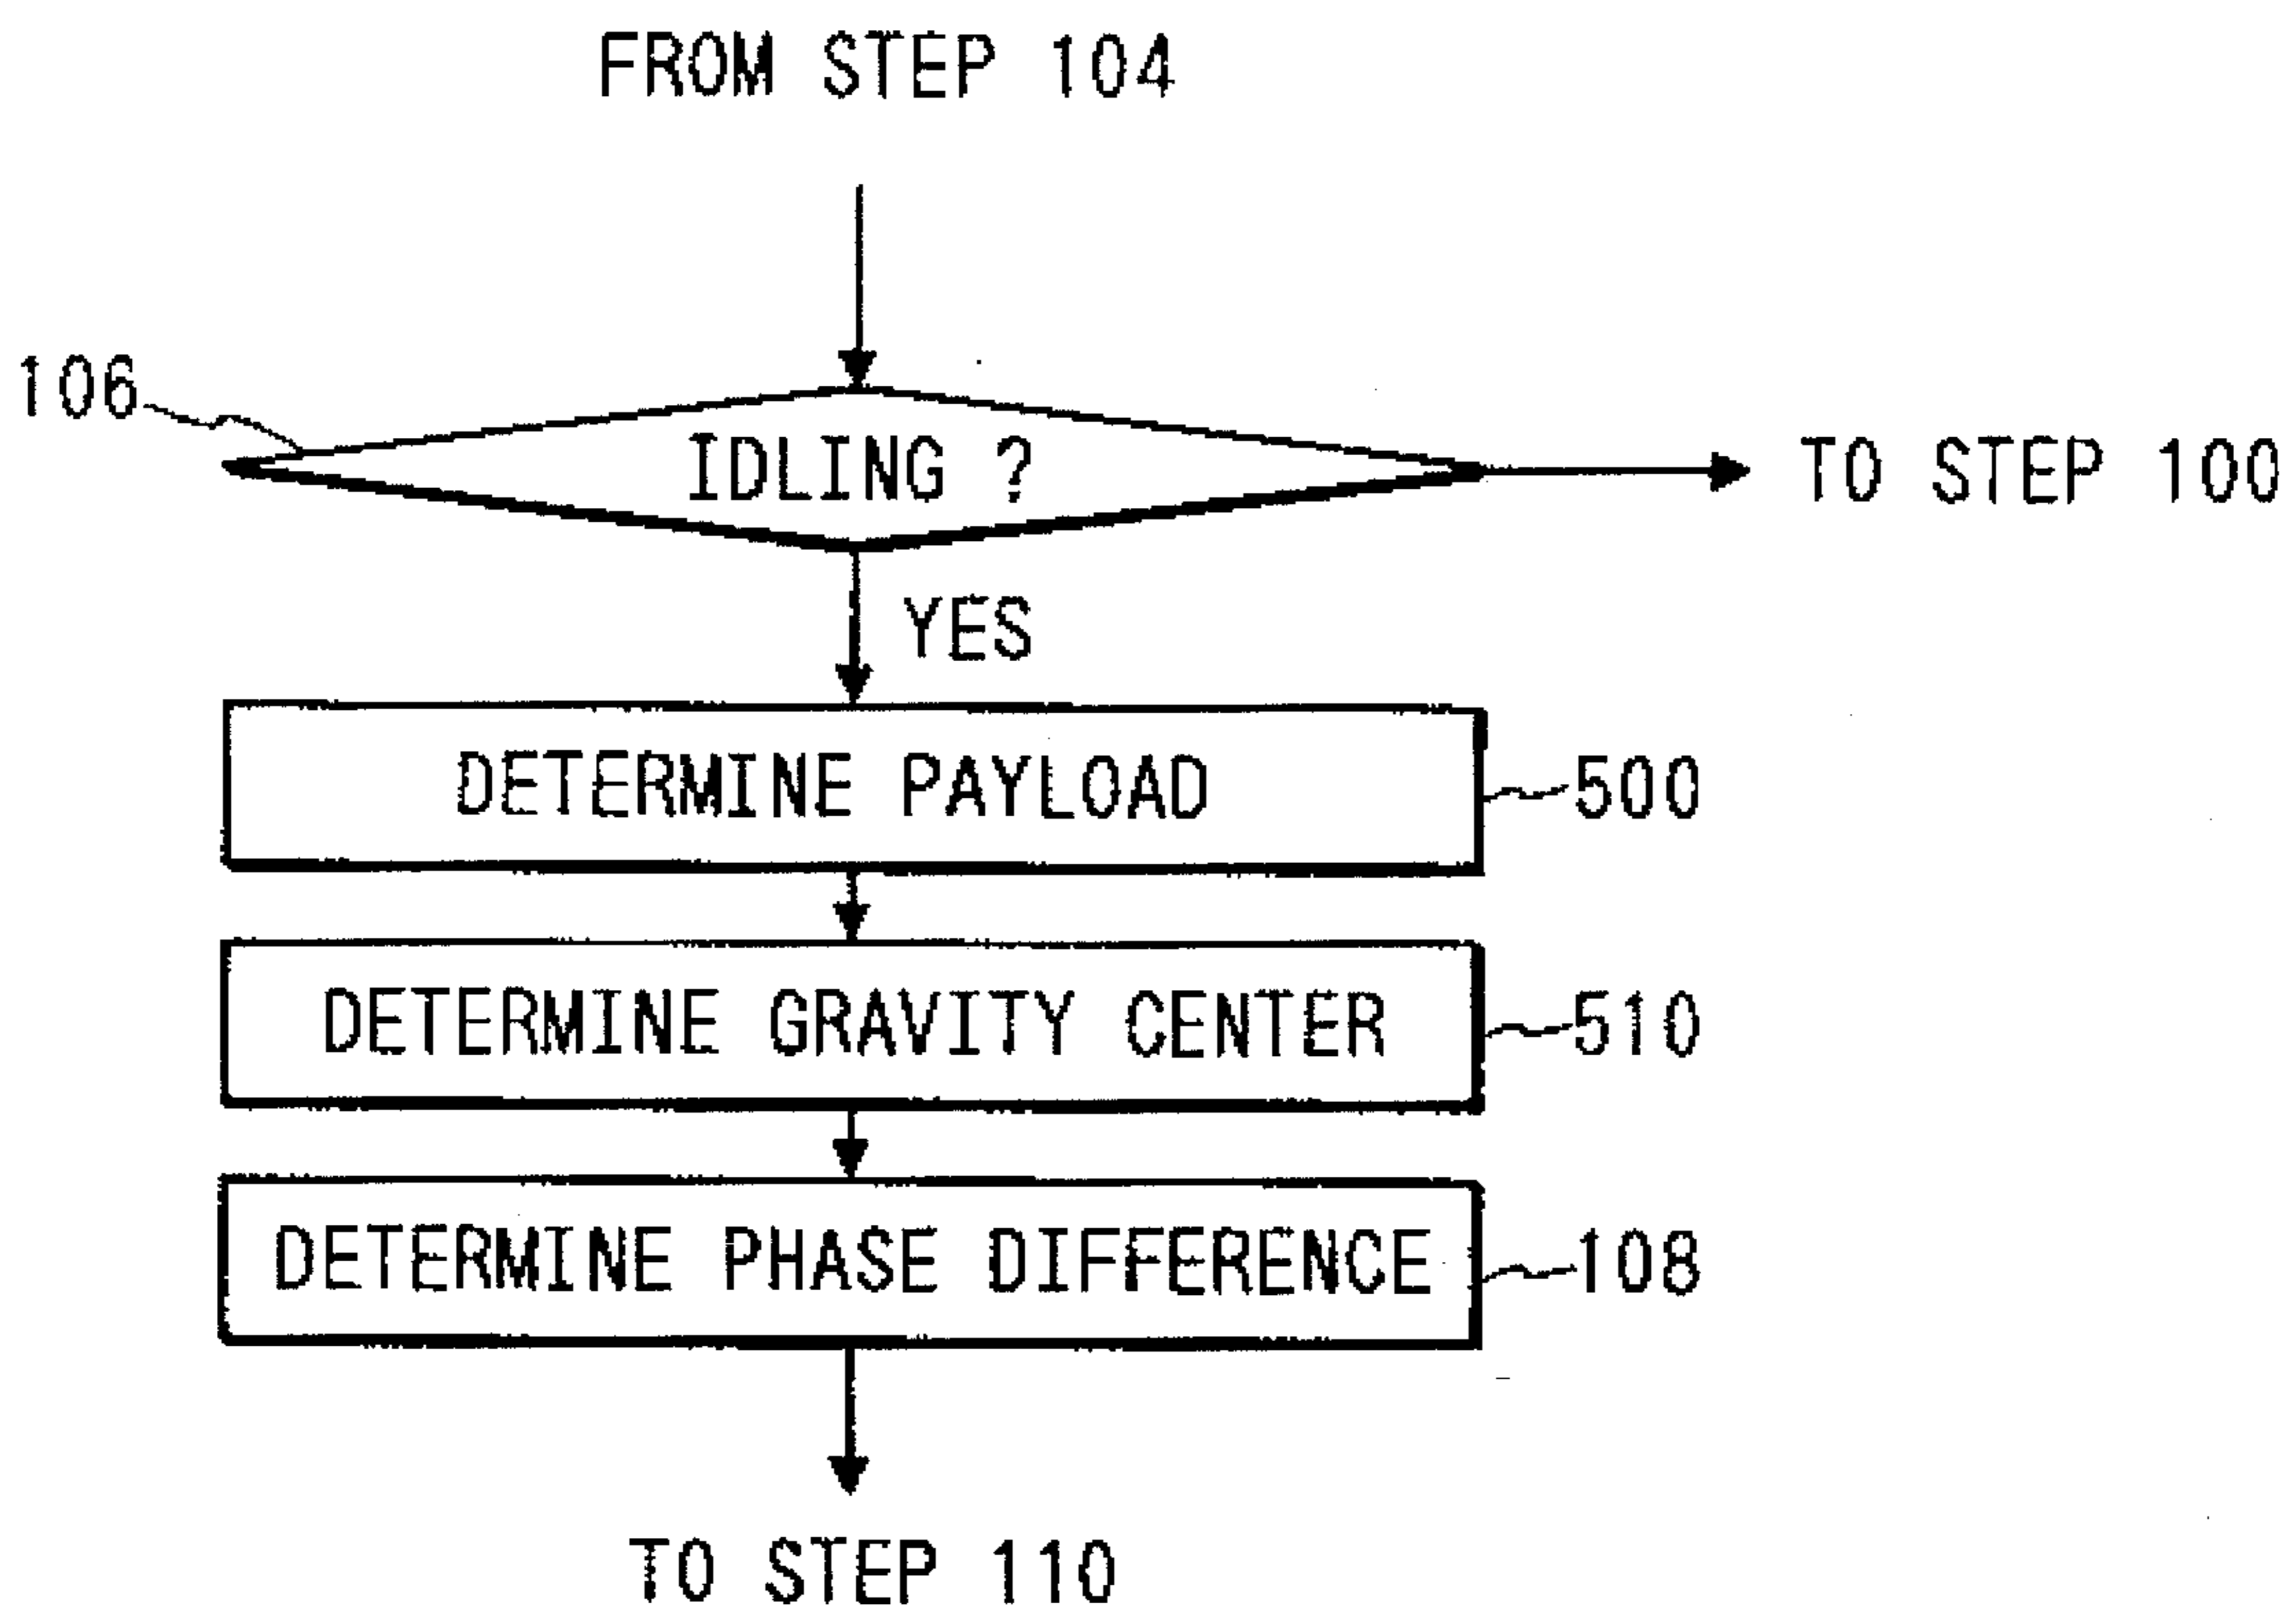 FROM STEP 104
106
IDLING ?
TO STEP 100
YES
DETERMINE PAYLOAD
500
DETERMINE GRAVITY CENTER
510
DETERMINE PHASE DIFFERENCE
108
TO STEP 110